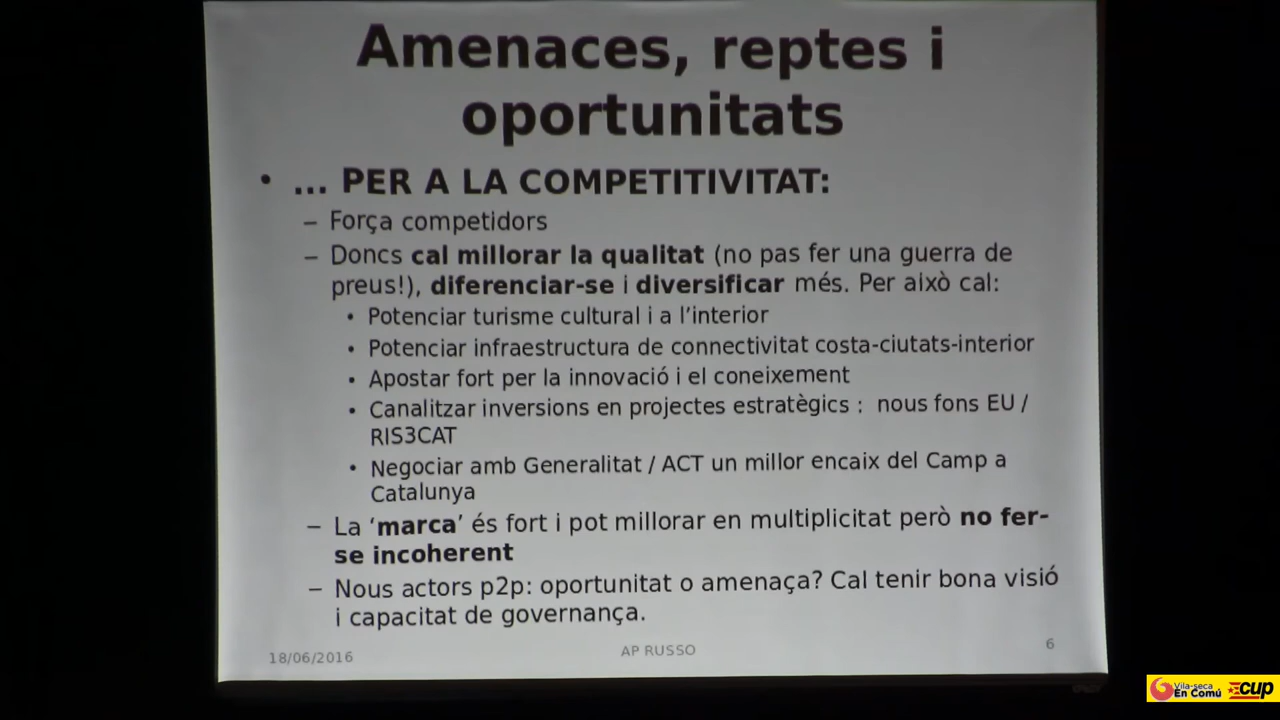 Amenaces, reptes i
oportunitats
• ... PER A LA COMPETITIVITAT:
– Força competidors
– Doncs cal millorar la qualitat (no pas fer una guerra de
preus!), diferenciar-se i diversificar més. Per això cal:
• Potenciar turisme cultural i a l’interior
• Potenciar infraestructura de connectivitat costa-ciutats-interior
• Apostar fort per la innovació i el coneixement
• Canalitzar inversions en projectes estratègics : nous fons EU /
RIS3CAT
• Negociar amb Generalitat / ACT un millor encaix del Camp a
Catalunya
– La ‘marca’ és fort i pot millorar en multiplicitat però no fer-
se incoherent
– Nous actors p2p: oportunitat o amenaça? Cal tenir bona visió
i capacitat de governança.
18/06/2016
AP RUSSO
6
Vila-seca
En Comú
cup